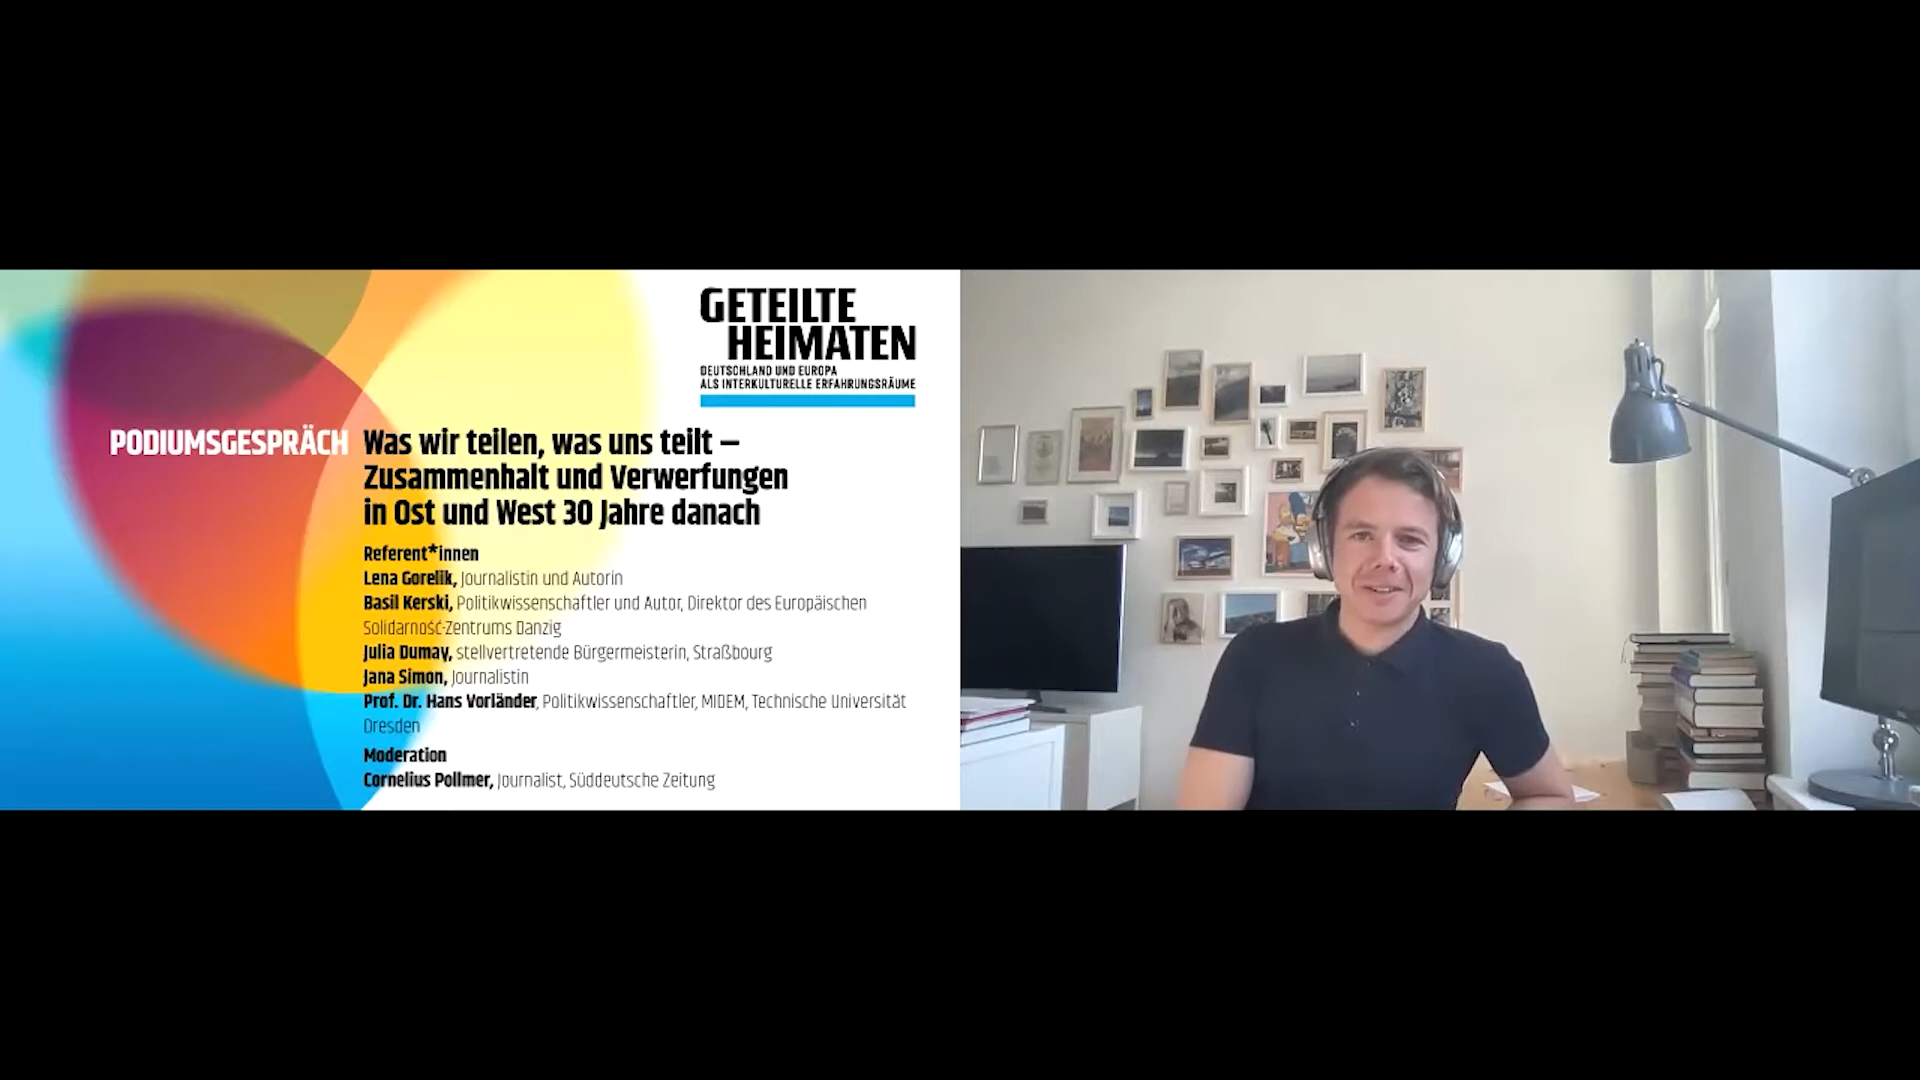 GETEILTE
HEIMATEN
DEUTSCHLAND UND EUROPA
ALS INTERKULTURELLE ERFAHRUNGSRÄUME
PODIUMSGESPRÄCH Was wir teilen, was uns teilt –
Zusammenhalt und Verwerfungen
in Ost und West 30 Jahre danach
Referent*innen
Lena Gorelik, Journalistin und Autorin
Basil Kerski, Politikwissenschaftler und Autor, Direktor des Europäischen
Solidarność-Zentrums Danzig
Julia Dumay, stellvertretende Bürgermeisterin, Straßbourg
Jana Simon, Journalistin
Prof. Dr. Hans Vorländer, Politikwissenschaftler, MIDEM, Technische Universität
Dresden
Moderation
Cornelius Pollmer, Journalist, Süddeutsche Zeitung